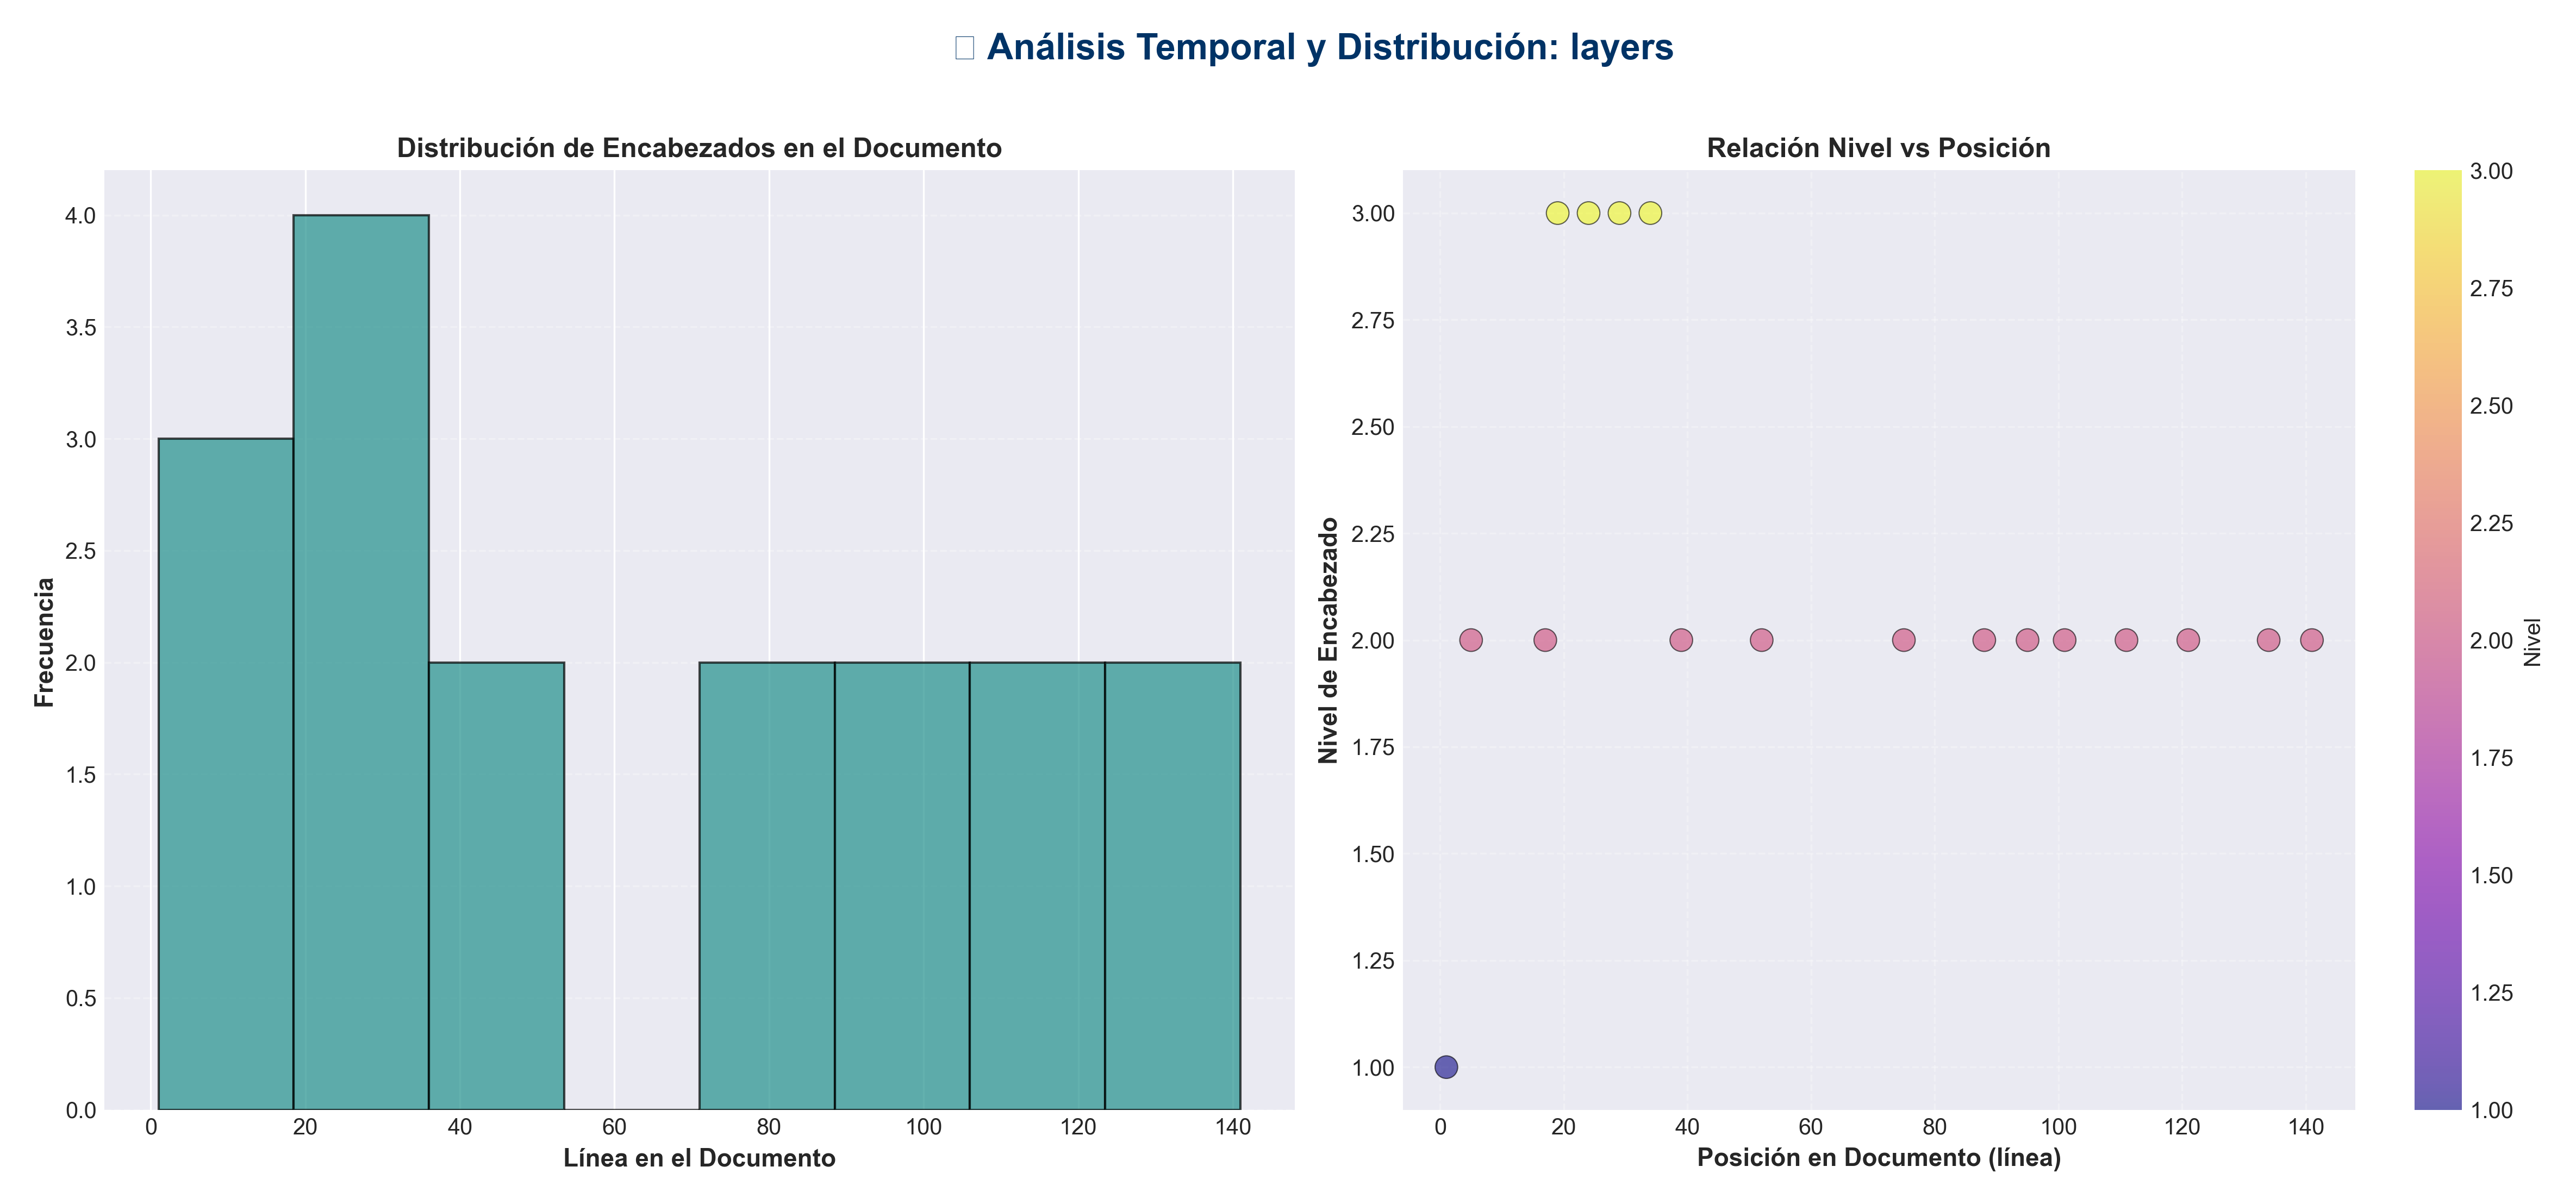 Análisis Temporal y Distribución: layers
Distribución de Encabezados en el Documento
4.0
3.5
3.0
2.5
2.0
1.5
1.0
0.5
0.0
Frecuencia
0 20 40 60 80 100 120 140
Línea en el Documento
Relación Nivel vs Posición
3.00
2.75
2.50
2.25
2.00
1.75
1.50
1.25
1.00
Nivel de Encabezado
0 20 40 60 80 100 120 140
Posición en Documento (línea)
3.00
2.75
2.50
2.25
2.00
1.75
1.50
1.25
1.00
Nivel